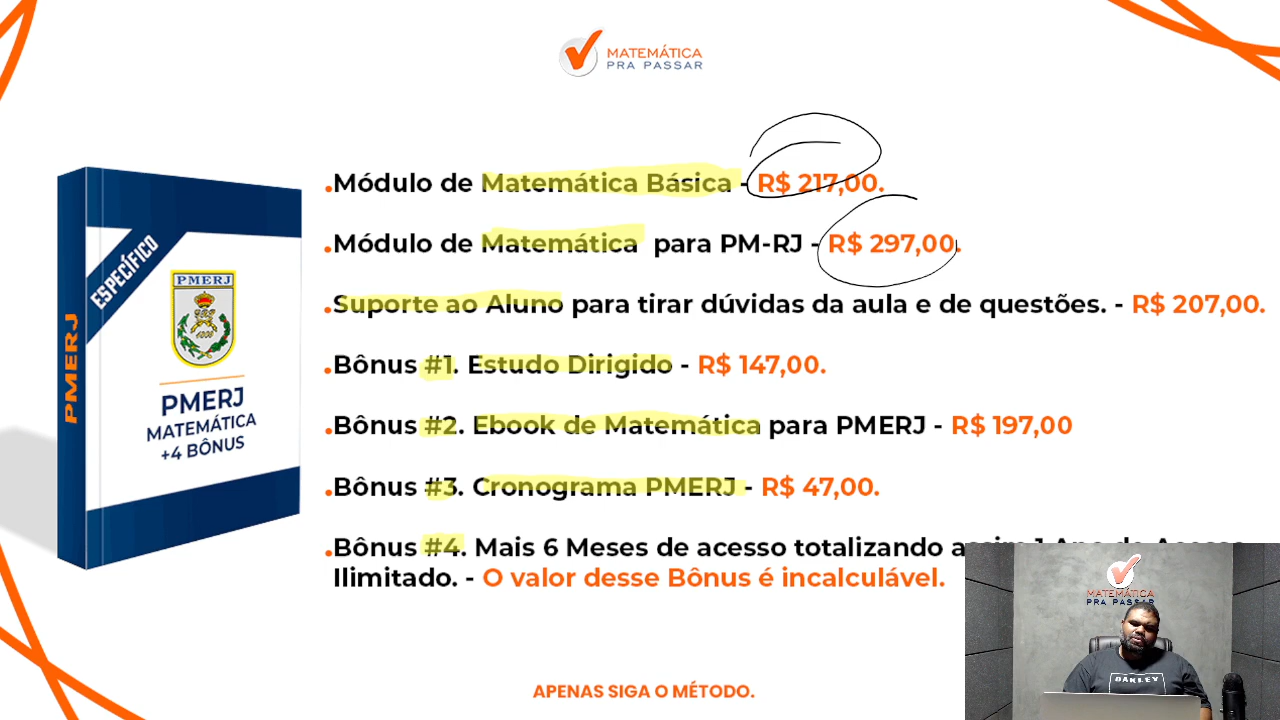 MATEMÁTICA
PRA PASSAR
.Módulo de Matemática Básica - R$ 217,00.
.Módulo de Matemática para PM-RJ - R$ 297,00.
.Suporte ao Aluno para tirar dúvidas da aula e de questões. - R$ 207,00.
.Bônus #1. Estudo Dirigido - R$ 147,00.
.Bônus #2. Ebook de Matemática para PMERJ - R$ 197,00
.Bônus #3. Cronograma PMERJ - R$ 47,00.
.Bônus #4. Mais 6 Meses de acesso totalizando
Ilimitado. - O valor desse Bônus é incalculável.
ESPECÍFICO
PMERJ
PMERJ
PMERJ
MATEMÁTICA
+4 BÔNUS
MATEMÁTICA
PRA PASSAR
OAKLEY
APENAS SIGA O MÉTODO.